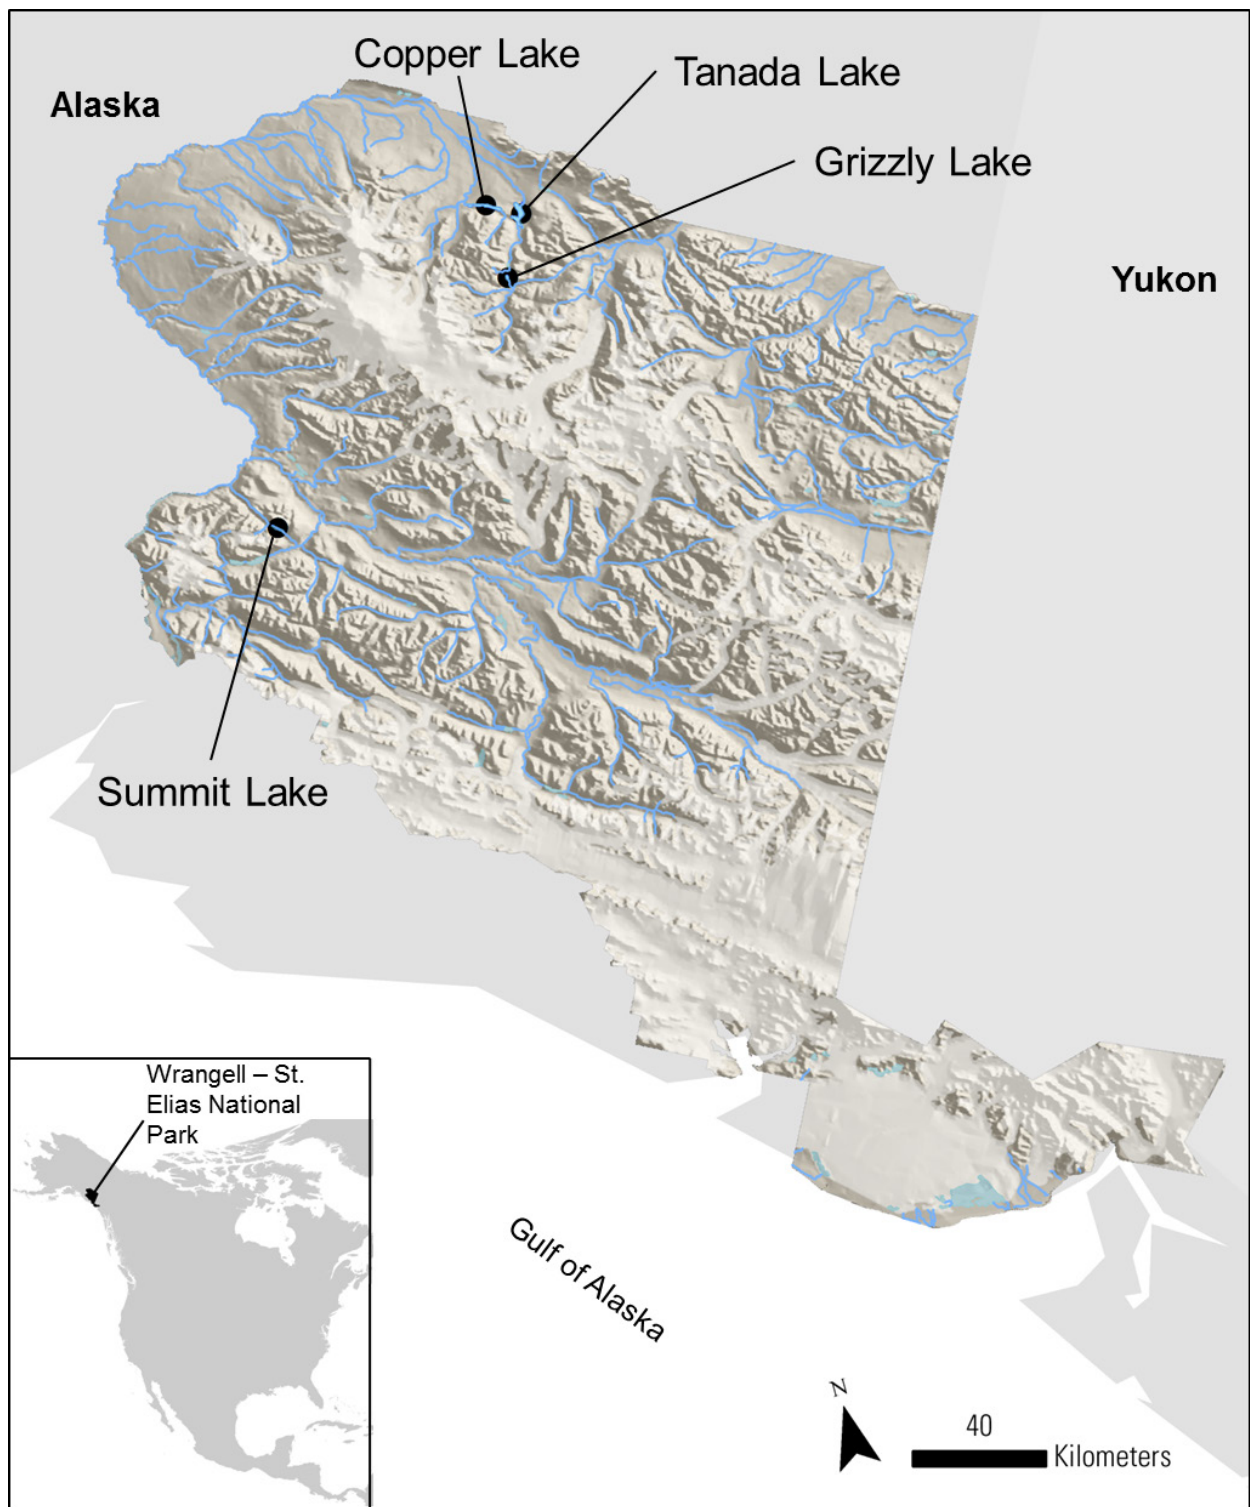 Copper Lake
Tanada Lake
Alaska
Grizzly Lake
Yukon
Summit Lake
Wrangell – St.
Elias National
Park
Gulf of Alaska
N
40
Kilometers